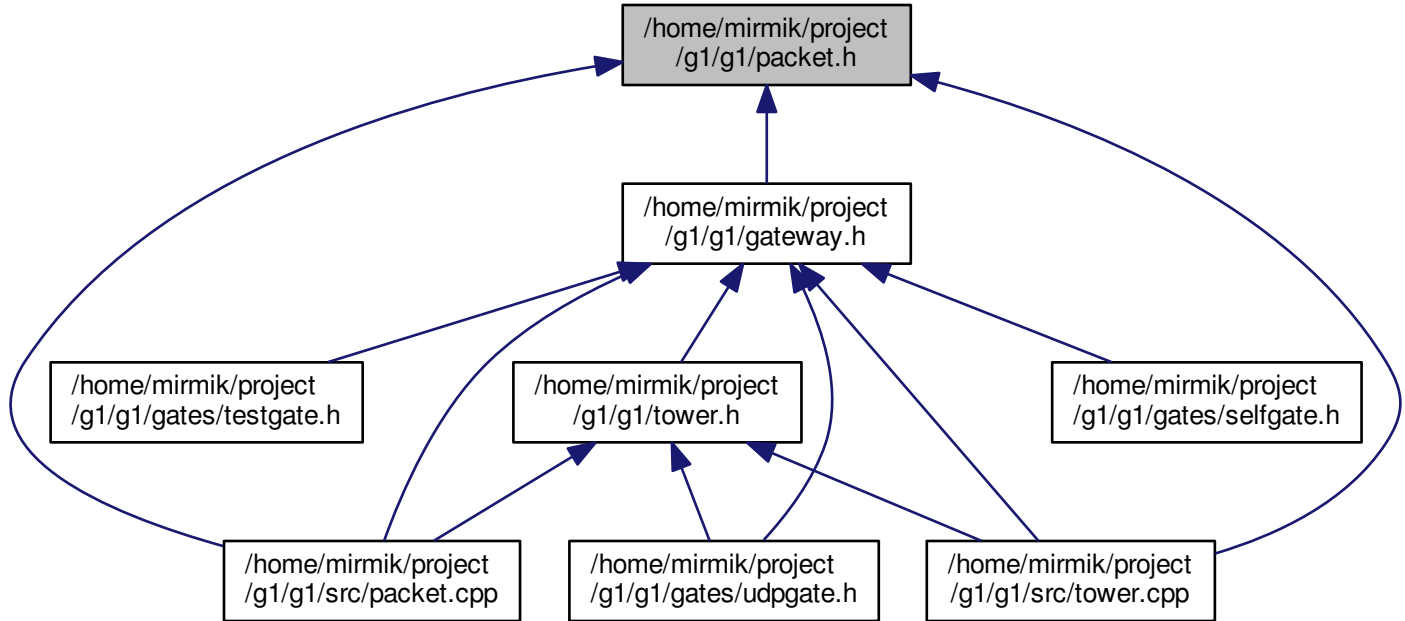 /home/mirmik/project
/g1/g1/packet.h
/home/mirmik/project
/g1/g1/gateway.h
/home/mirmik/project
/g1/g1/gates/testgate.h
/home/mirmik/project
/g1/g1/tower.h
/home/mirmik/project
/g1/g1/gates/selfgate.h
/home/mirmik/project
/g1/g1/src/packet.cpp
/home/mirmik/project
/g1/g1/gates/udpgate.h
/home/mirmik/project
/g1/g1/src/tower.cpp